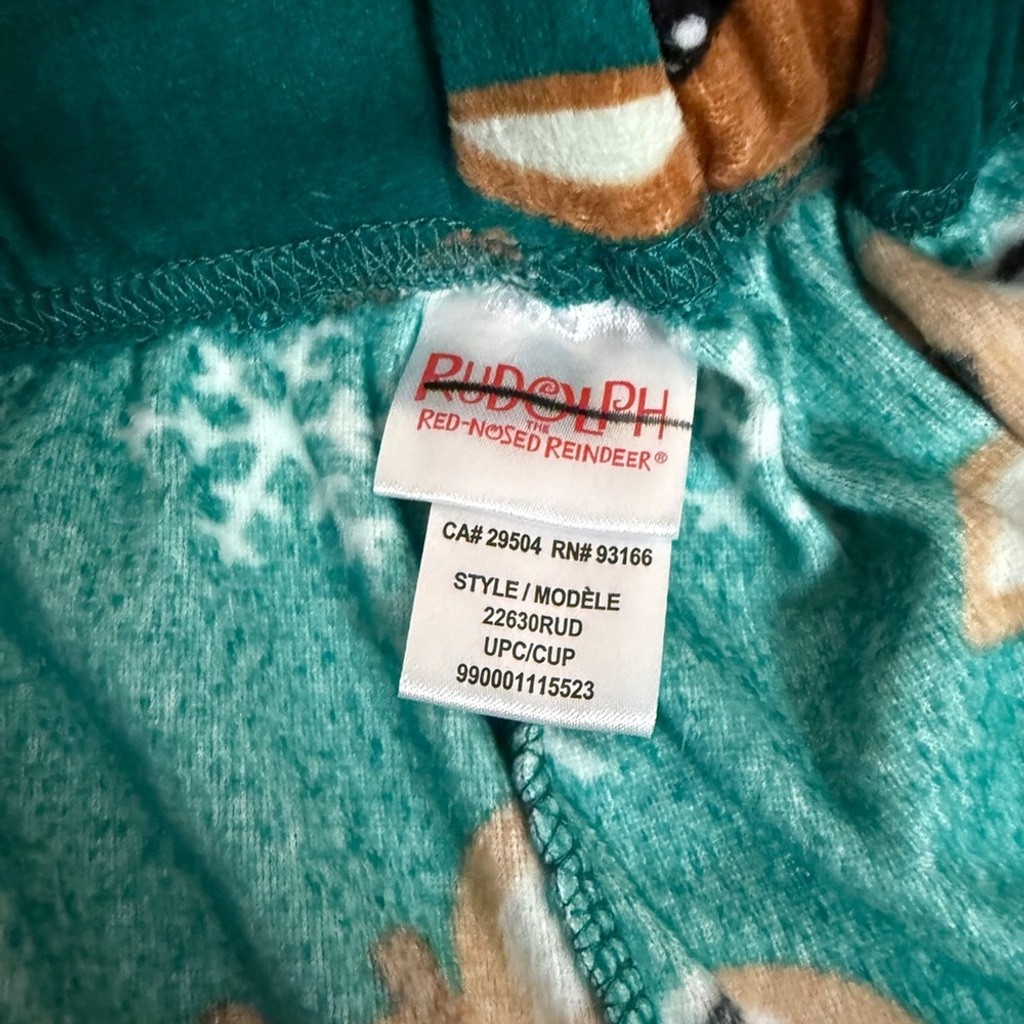 RUDOLPH
THE
RED-NOSED REINDEER®
CA# 29504 RN# 93166
STYLE / MODÈLE
22630RUD
UPC/CUP
990001115523